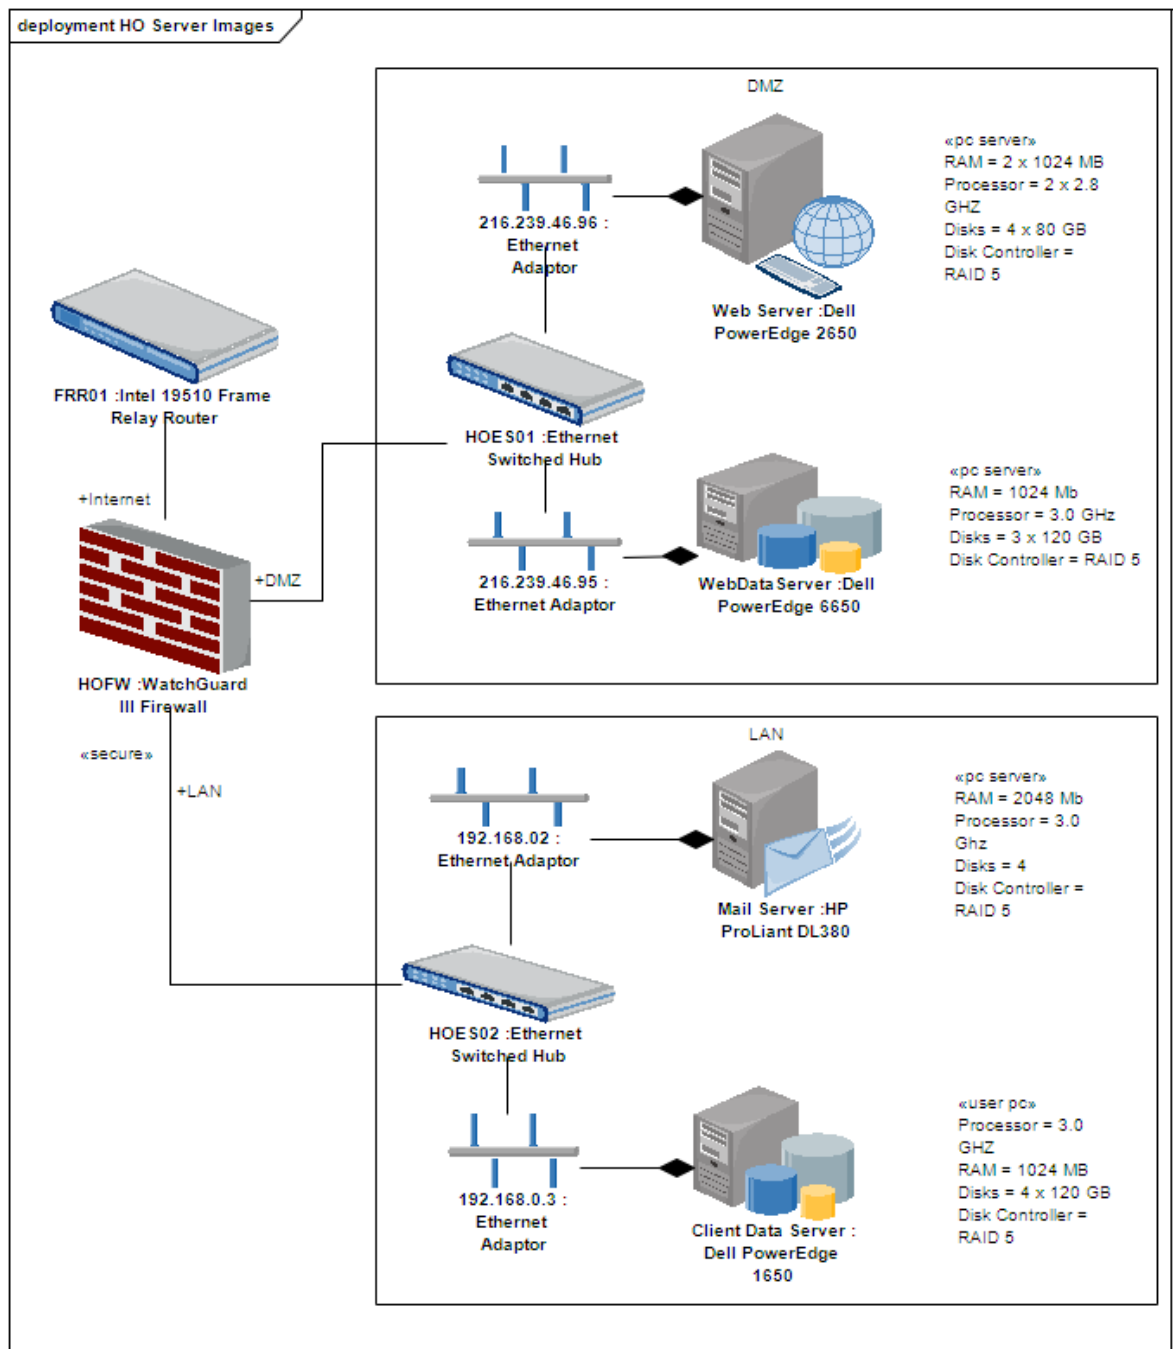 deployment HO Server Images
DMZ
«pc server»
RAM = 2 x 1024 MB
Processor = 2 x 2.8
GHZ
Disks = 4 x 80 GB
Disk Controller =
RAID 5
216.239.46.96 :
Ethernet
Adaptor
Web Server :Dell
PowerEdge 2650
FRR01 :Intel 19510 Frame
Relay Router
HOES01 :Ethernet
Switched Hub
+Internet
«pc server»
RAM = 1024 Mb
Processor = 3.0 GHz
Disks = 3 x 120 GB
Disk Controller = RAID 5
+DMZ
216.239.46.95 :
Ethernet Adaptor
WebDataServer :Dell
PowerEdge 6650
HOFW :WatchGuard
III Firewall
«secure»
+LAN
LAN
«pc server»
RAM = 2048 Mb
Processor = 3.0
Ghz
Disks = 4
Disk Controller =
RAID 5
192.168.02 :
Ethernet Adaptor
Mail Server :HP
ProLiant DL380
HOES02 :Ethernet
Switched Hub
«user pc»
Processor = 3.0
GHZ
RAM = 1024 MB
Disks = 4 x 120 GB
Disk Controller =
RAID 5
192.168.0.3 :
Ethernet
Adaptor
Client Data Server :
Dell PowerEdge
1650